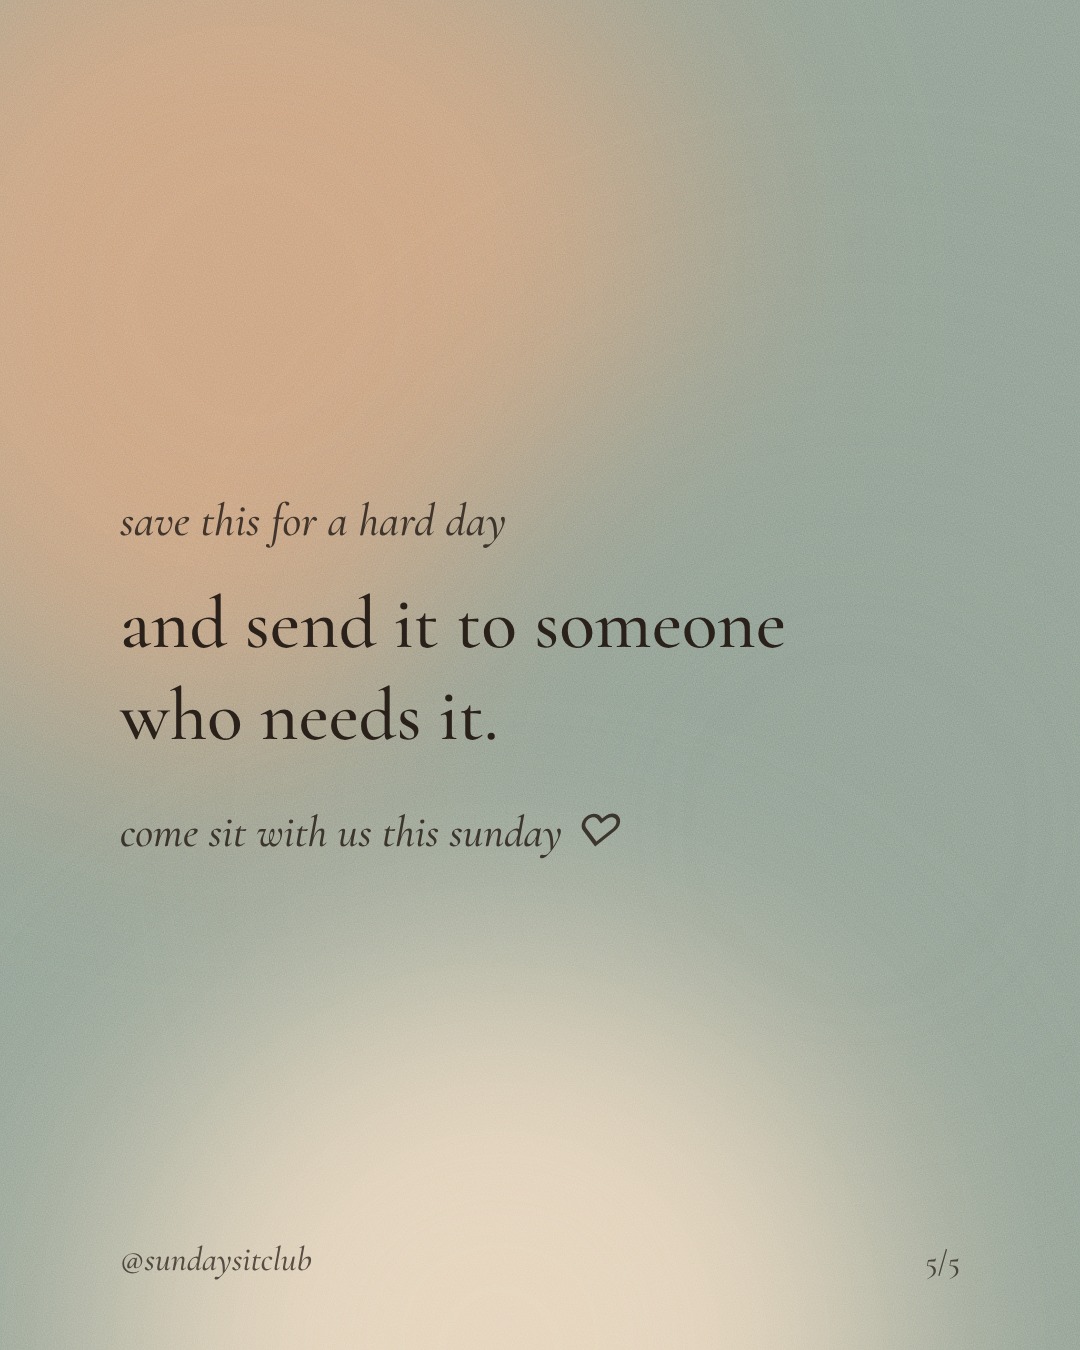 save this for a hard day
and send it to someone
who needs it.
come sit with us this sunday ♡
@sundaysitclub
5/5